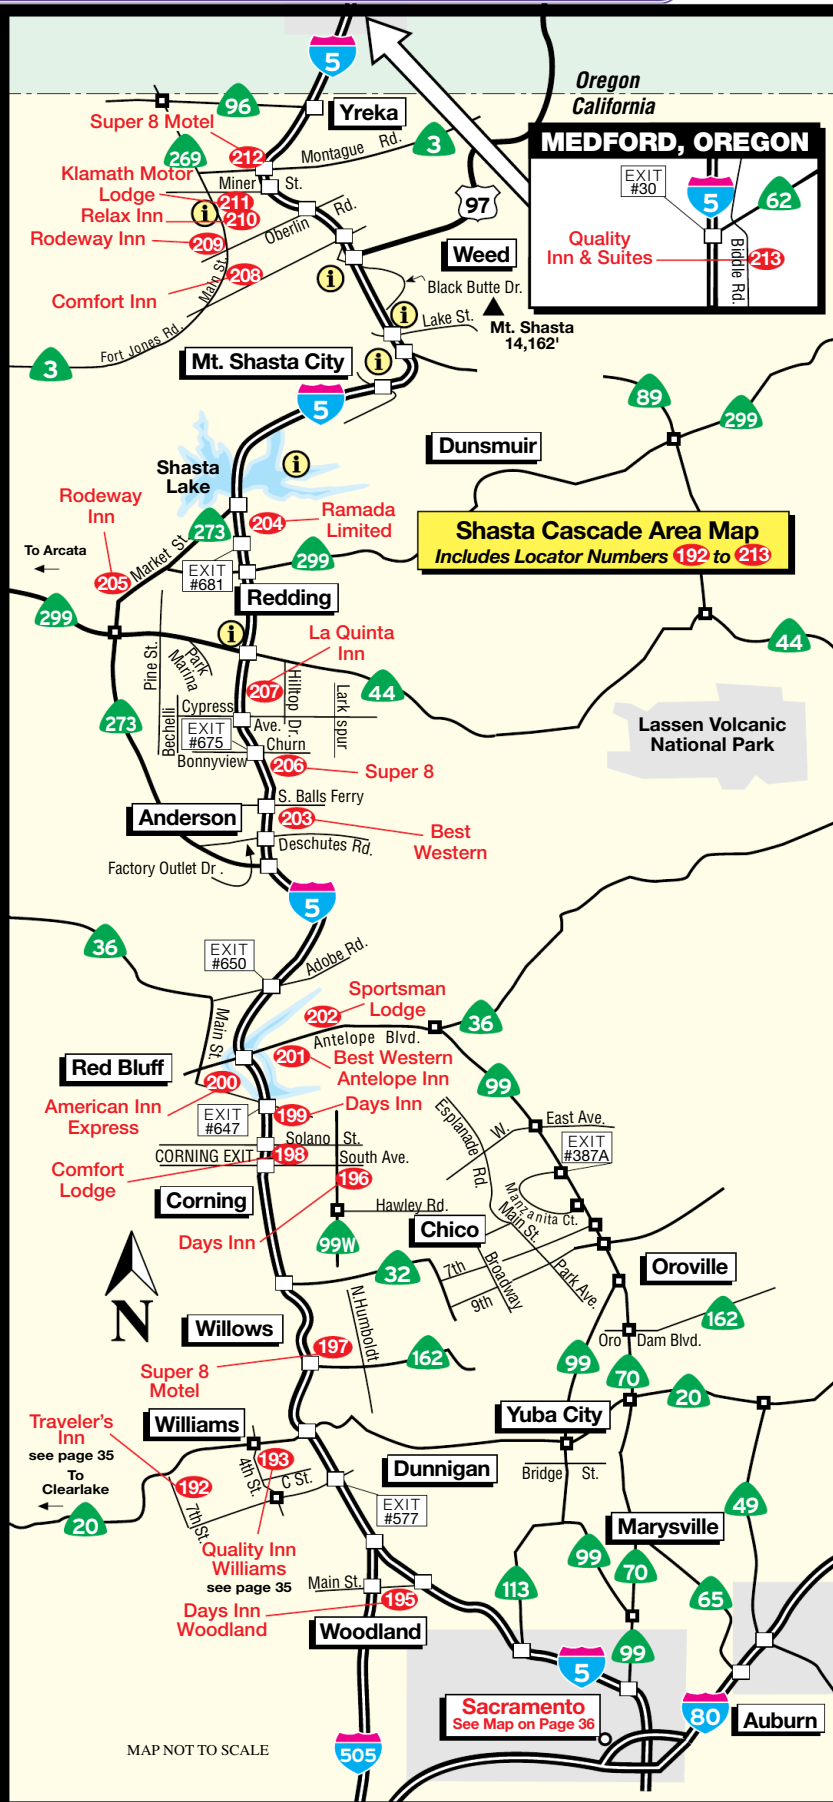 5
Oregon
California
96
Yreka
Super 8 Motel
212
269
Montague Rd.
3
MEDFORD, OREGON
EXIT
#30
5
62
Quality
Inn & Suites
213
Biddle Rd.
Klamath Motor
Lodge
211
Miner St.
Relax Inn
210
i
97
Rodeway Inn
209
Oberlin Rd.
Weed
Main St.
208
Comfort Inn
i
Black Butte Dr.
i
Lake St.
Mt. Shasta
14,162'
Fort Jones Rd.
3
Mt. Shasta City
i
5
89
299
Dunsmuir
Shasta
Lake
i
Rodeway
Inn
273
204
Ramada
Limited
Shasta Cascade Area Map
Includes Locator Numbers 192 to 213
To Arcata
Market St.
205
EXIT
#681
299
Redding
299
i
La Quinta
Inn
44
Pine St.
Park
Marina
207
Hilltop Dr.
Lark spur
44
273
Bechelli
Cypress
Ave.
EXIT
#675
Churn
Bonnyview
206
Super 8
Lassen Volcanic
National Park
S. Balls Ferry
Anderson
203
Best
Western
Deschutes Rd.
Factory Outlet Dr .
5
36
EXIT
#650
Adobe Rd.
Sportsman
Lodge
202
36
Main St.
Antelope Blvd.
Red Bluff
201
Best Western
Antelope Inn
200
99
American Inn
Express
EXIT
#647
199
Days Inn
Esplanade Rd.
W.
East Ave.
EXIT
#387A
Solano St.
CORNING EXIT
198
South Ave.
Comfort
Lodge
196
Corning
Hawley Rd.
Manzanita Ct.
Days Inn
99W
Chico
Main St.
N
32
7th
9th
Broadway
Park Ave.
Oroville
Willows
N.Humboldt
162
Oro Dam Blvd.
197
162
Super 8
Motel
99
70
20
Traveler's
Inn
see page 35
Williams
Yuba City
To
Clearlake
193
4th St.
C St.
Dunnigan
Bridge St.
192
7th St.
20
EXIT
#577
49
Quality Inn
Williams
see page 35
Marysville
99
70
Main St.
195
113
65
Days Inn
Woodland
Woodland
5
99
Sacramento
See Map on Page 36
80
Auburn
MAP NOT TO SCALE
505